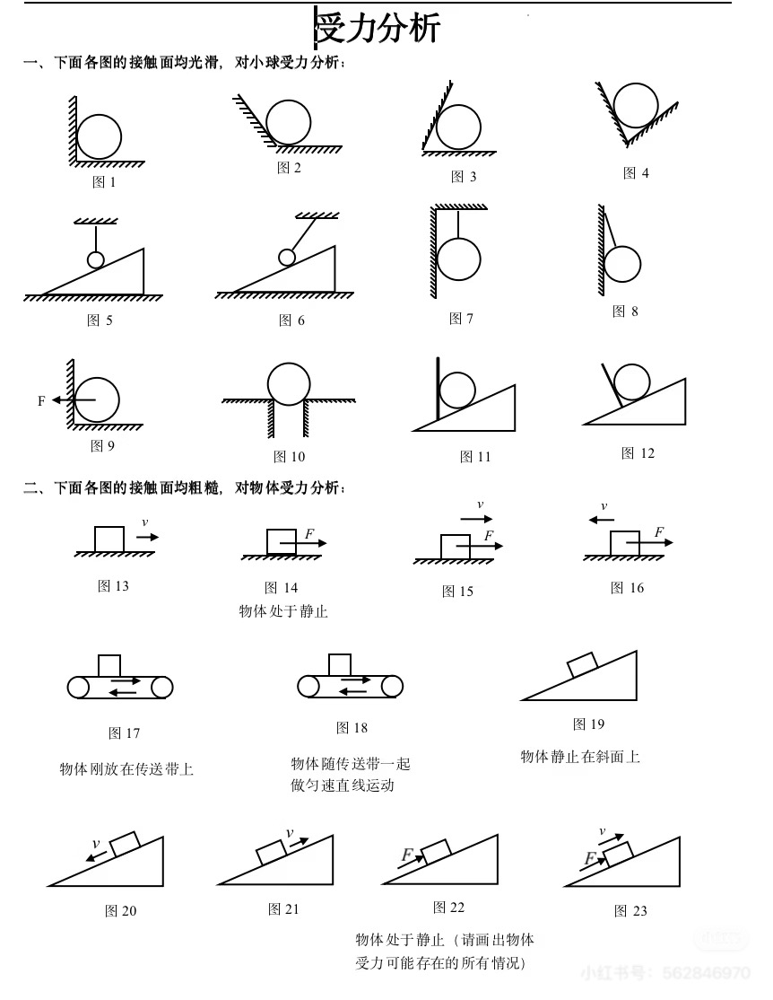 受力分析
一、下面各图的接触面均光滑，对小球受力分析：
图 1
图 2
图 3
图 4
图 5
图 6
图 7
图 8
F
图 9
图 10
图 11
图 12
二、下面各图的接触面均粗糙，对物体受力分析：
v
F
v
F
v
F
图 13
图 14
图 15
图 16
物体处于静止
图 17
图 18
图 19
物体刚放在传送带上
物体随传送带一起
做匀速直线运动
物体静止在斜面上
v
v
F
v
F
图 20
图 21
图 22
图 23
物体处于静止（请画出物体
受力可能存在的所有情况）
小红书号：562846970